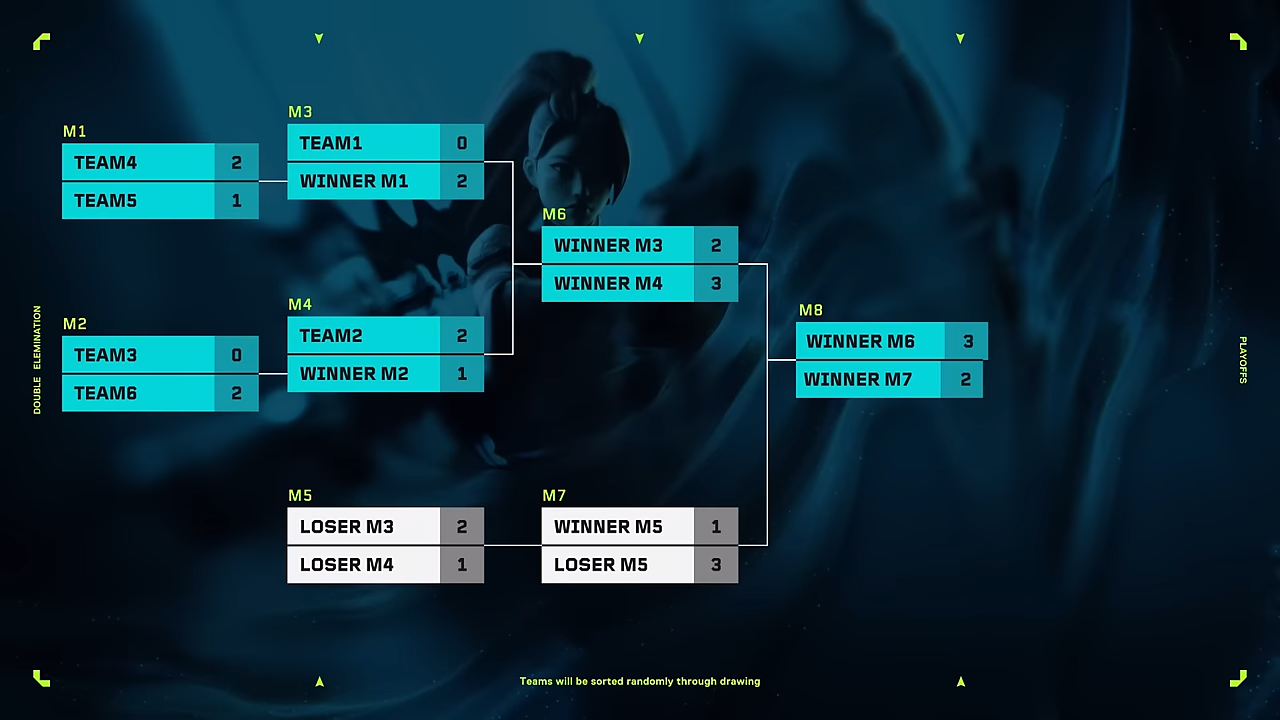 M1
TEAM4 2
TEAM5 1
M2
TEAM3 0
TEAM6 2
M3
TEAM1 0
WINNER M1 2
M4
TEAM2 2
WINNER M2 1
M5
LOSER M3 2
LOSER M4 1
M6
WINNER M3 2
WINNER M4 3
M7
WINNER M5 1
LOSER M5 3
M8
WINNER M6 3
WINNER M7 2
DOUBLE ELEMINATION
PLAYOFFS
Teams will be sorted randomly through drawing